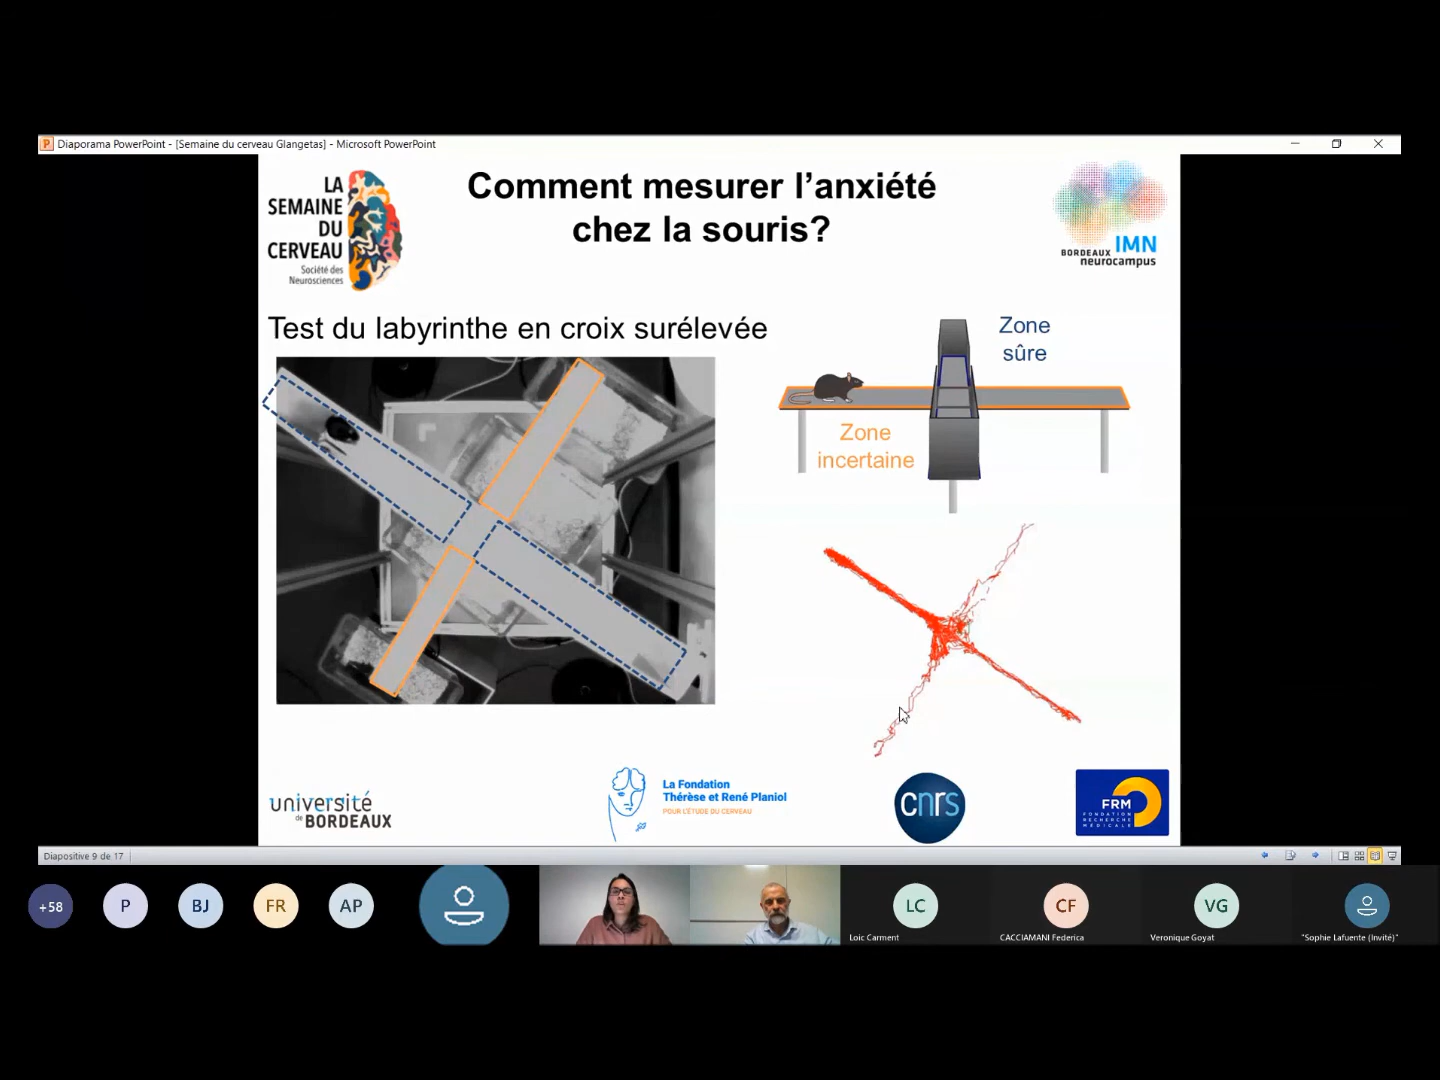 Diaporama PowerPoint - [Semaine du cerveau Glangetas] - Microsoft PowerPoint
LA
SEMAINE
DU
CERVEAU
Société des
Neurosciences
Comment mesurer l’anxiété
chez la souris?
BORDEAUX IMN
neurocampus
Test du labyrinthe en croix surélevée
Zone
sûre
Zone
incertaine
université
de BORDEAUX
La Fondation
Thérèse et René Planiol
POUR L'ÉTUDE DU CERVEAU
cnrs
FRM
FONDATION
RECHERCHE
MÉDICALE
Diapositive 9 de 17
+58
P
BJ
FR
AP
LC
CF
VG
Loic Carment
CACCIAMANI Federica
Veronique Goyat
"Sophie Lafuente (Invité)"